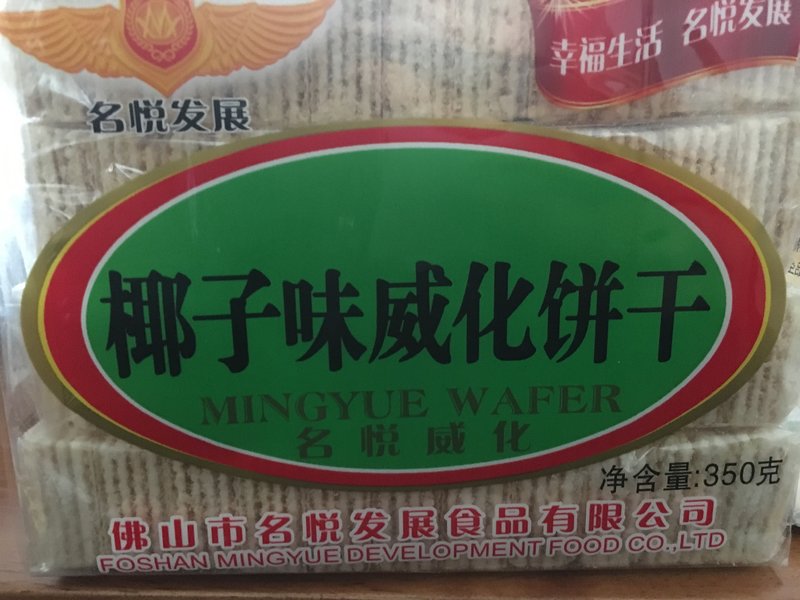 幸福生活 名悦发展
名悦发展
椰子味威化饼干
MINGYUE WAFER
名悦威化
净含量:350克
佛山市名悦发展食品有限公司
FOSHAN MINGYUE DEVELOPMENT FOOD CO.,LTD